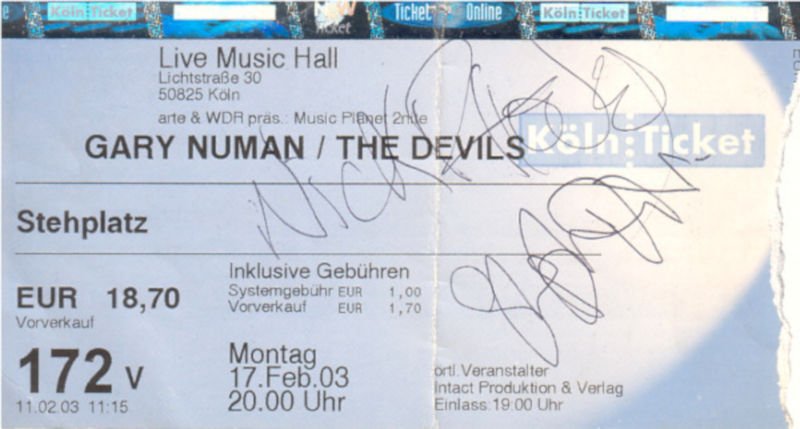 Köln Ticket
Ticket Online
Köln Ticket
Live Music Hall
Lichtstraße 30
50825 Köln
arte & WDR präs.: Music Planet 2nite
GARY NUMAN / THE DEVILS
Köln Ticket
Stehplatz
EUR 18,70
Vorverkauf
Inklusive Gebühren
Systemgebühr EUR 1,00
Vorverkauf EUR 1,70
172 V
11.02.03 11:15
Montag
17.Feb.03
20.00 Uhr
örtl.Veranstalter
Intact Produktion & Verlag
Einlass:19:00 Uhr